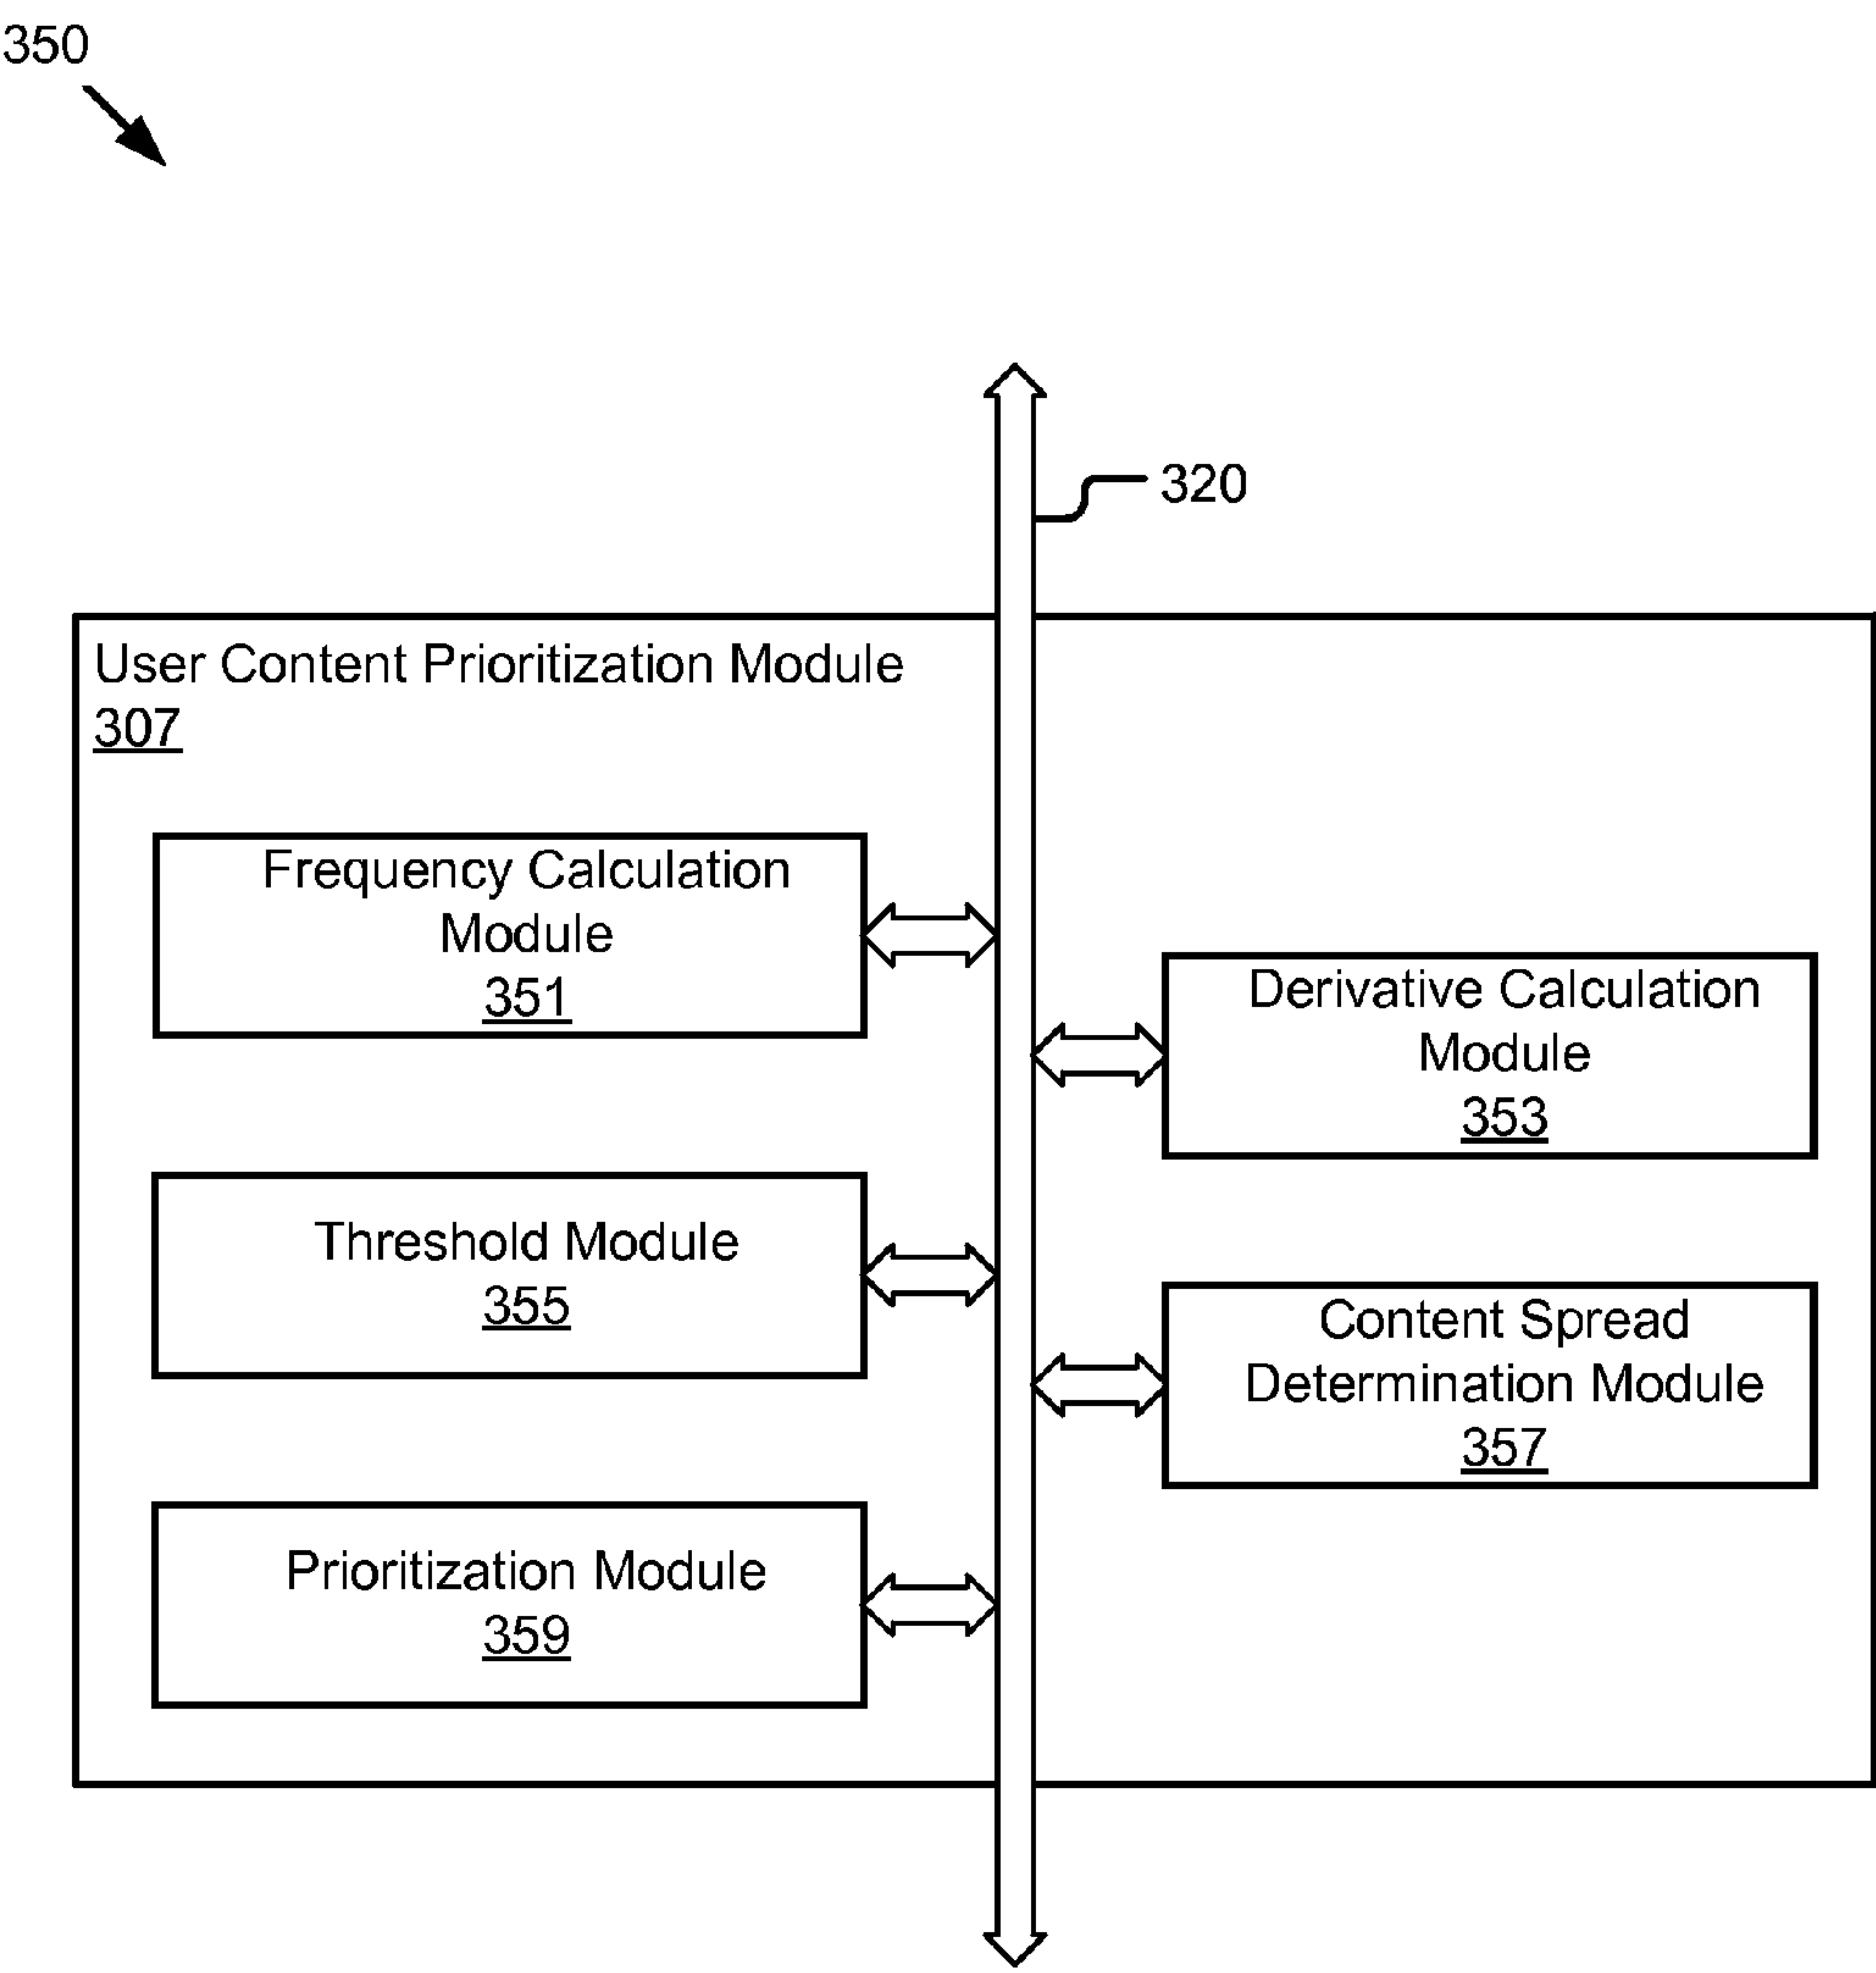 350
320
User Content Prioritization Module
307
Frequency Calculation
Module
351
Derivative Calculation
Module
353
Threshold Module
355
Content Spread
Determination Module
357
Prioritization Module
359